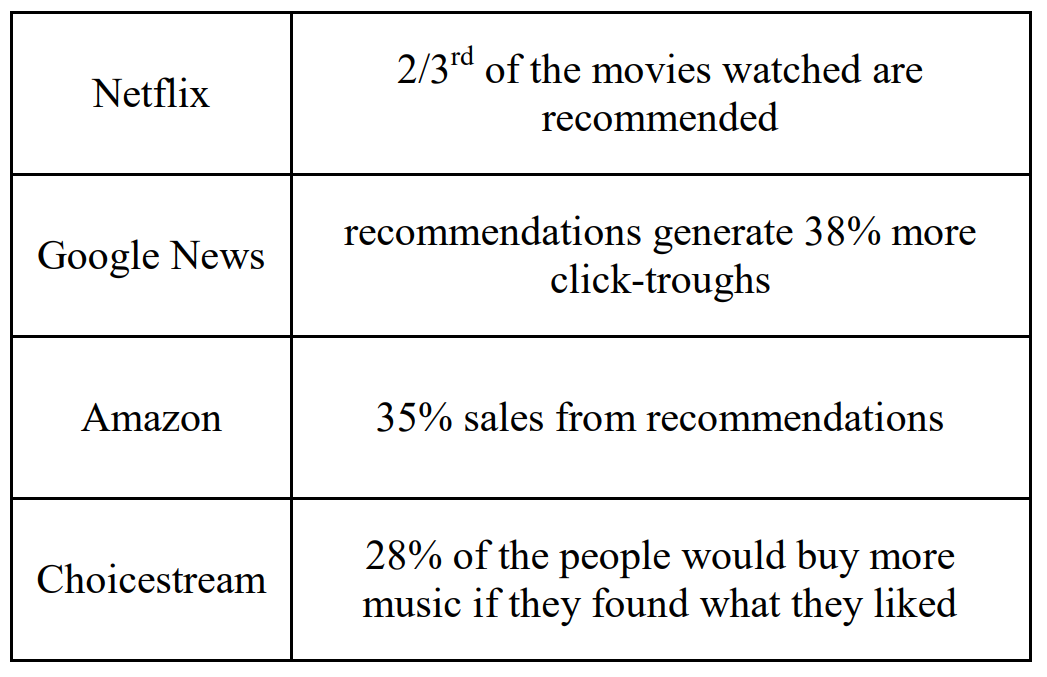 Netflix
2/3rd of the movies watched are
recommended
Google News
recommendations generate 38% more
click-troughs
Amazon
35% sales from recommendations
Choicestream
28% of the people would buy more
music if they found what they liked